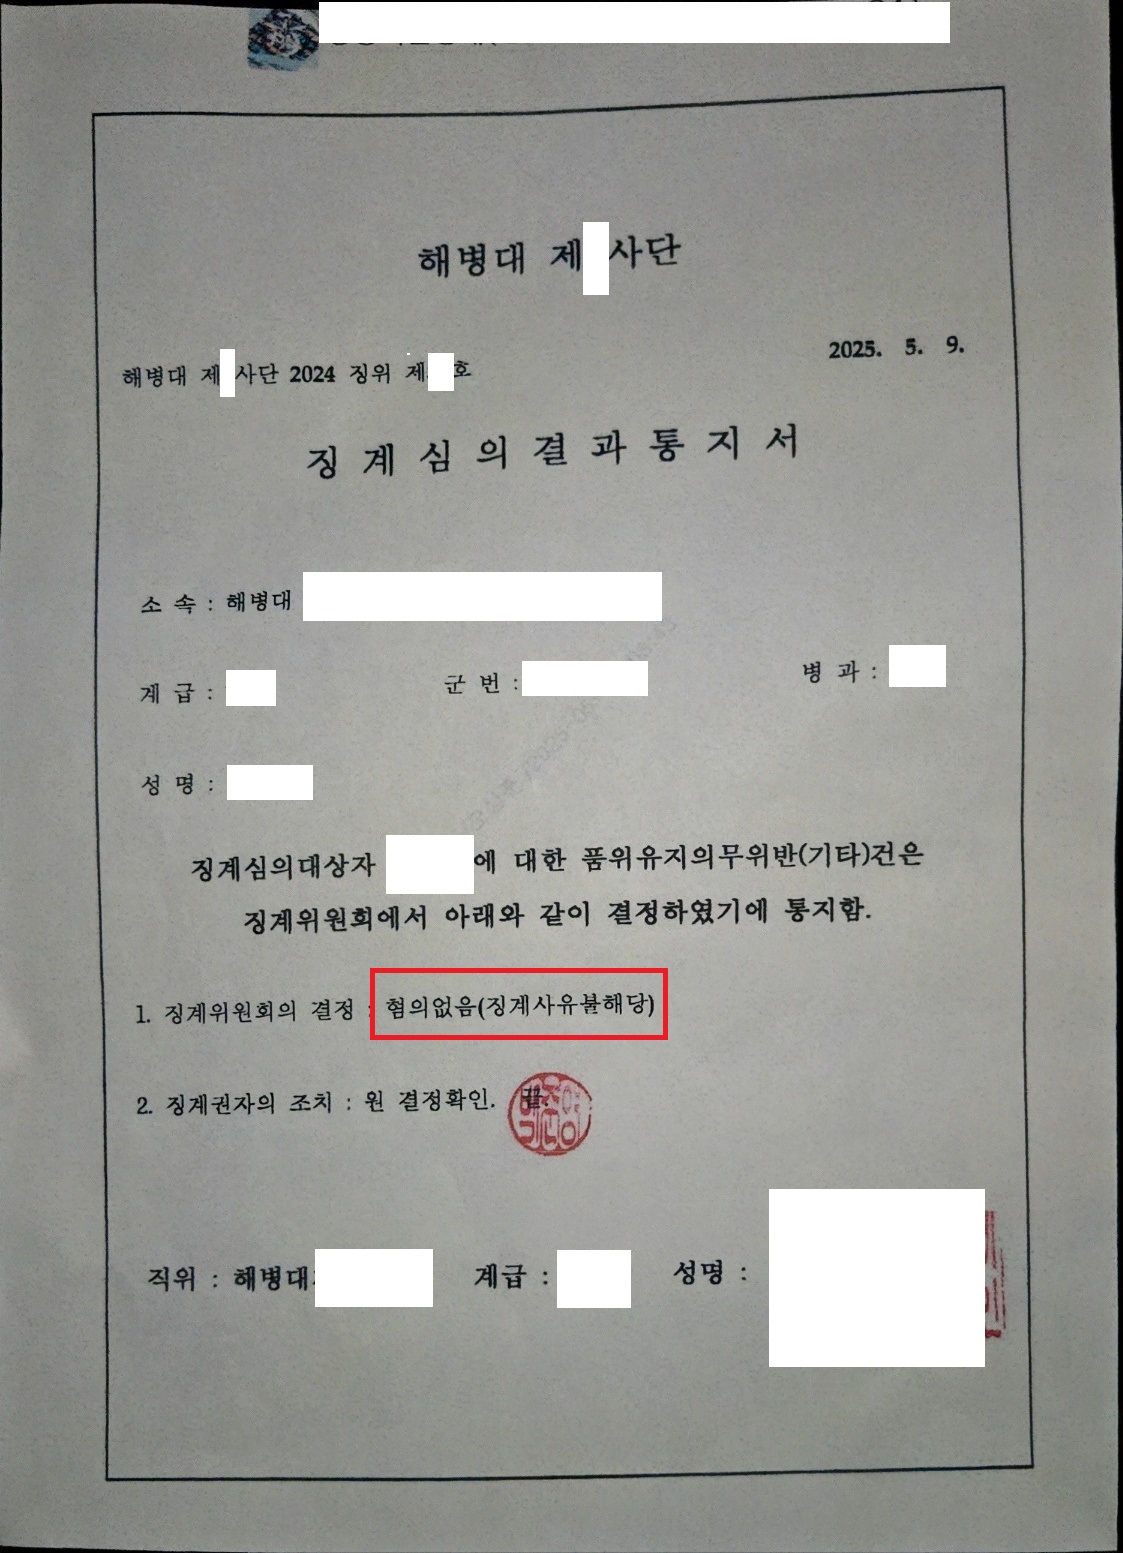 해병대 제 사단
2025. 5. 9.
해병대 제 사단 2024 징위 제 호
징 계 심 의 결 과 통 지 서
소 속 : 해병대
계 급 : 군 번 : 병 과 :
성 명 :
징계심의대상자 에 대한 품위유지의무위반(기타)건은
징계위원회에서 아래와 같이 결정하였기에 통지함.
1. 징계위원회의 결정 : 혐의없음(징계사유불해당)
2. 징계권자의 조치 : 원 결정확인. 끝.
직위 : 해병대 계급 : 성명 :